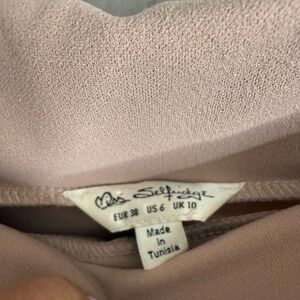 Miss Selfridge
EUR 38 US 6 UK 10
Made
in
Tunisia